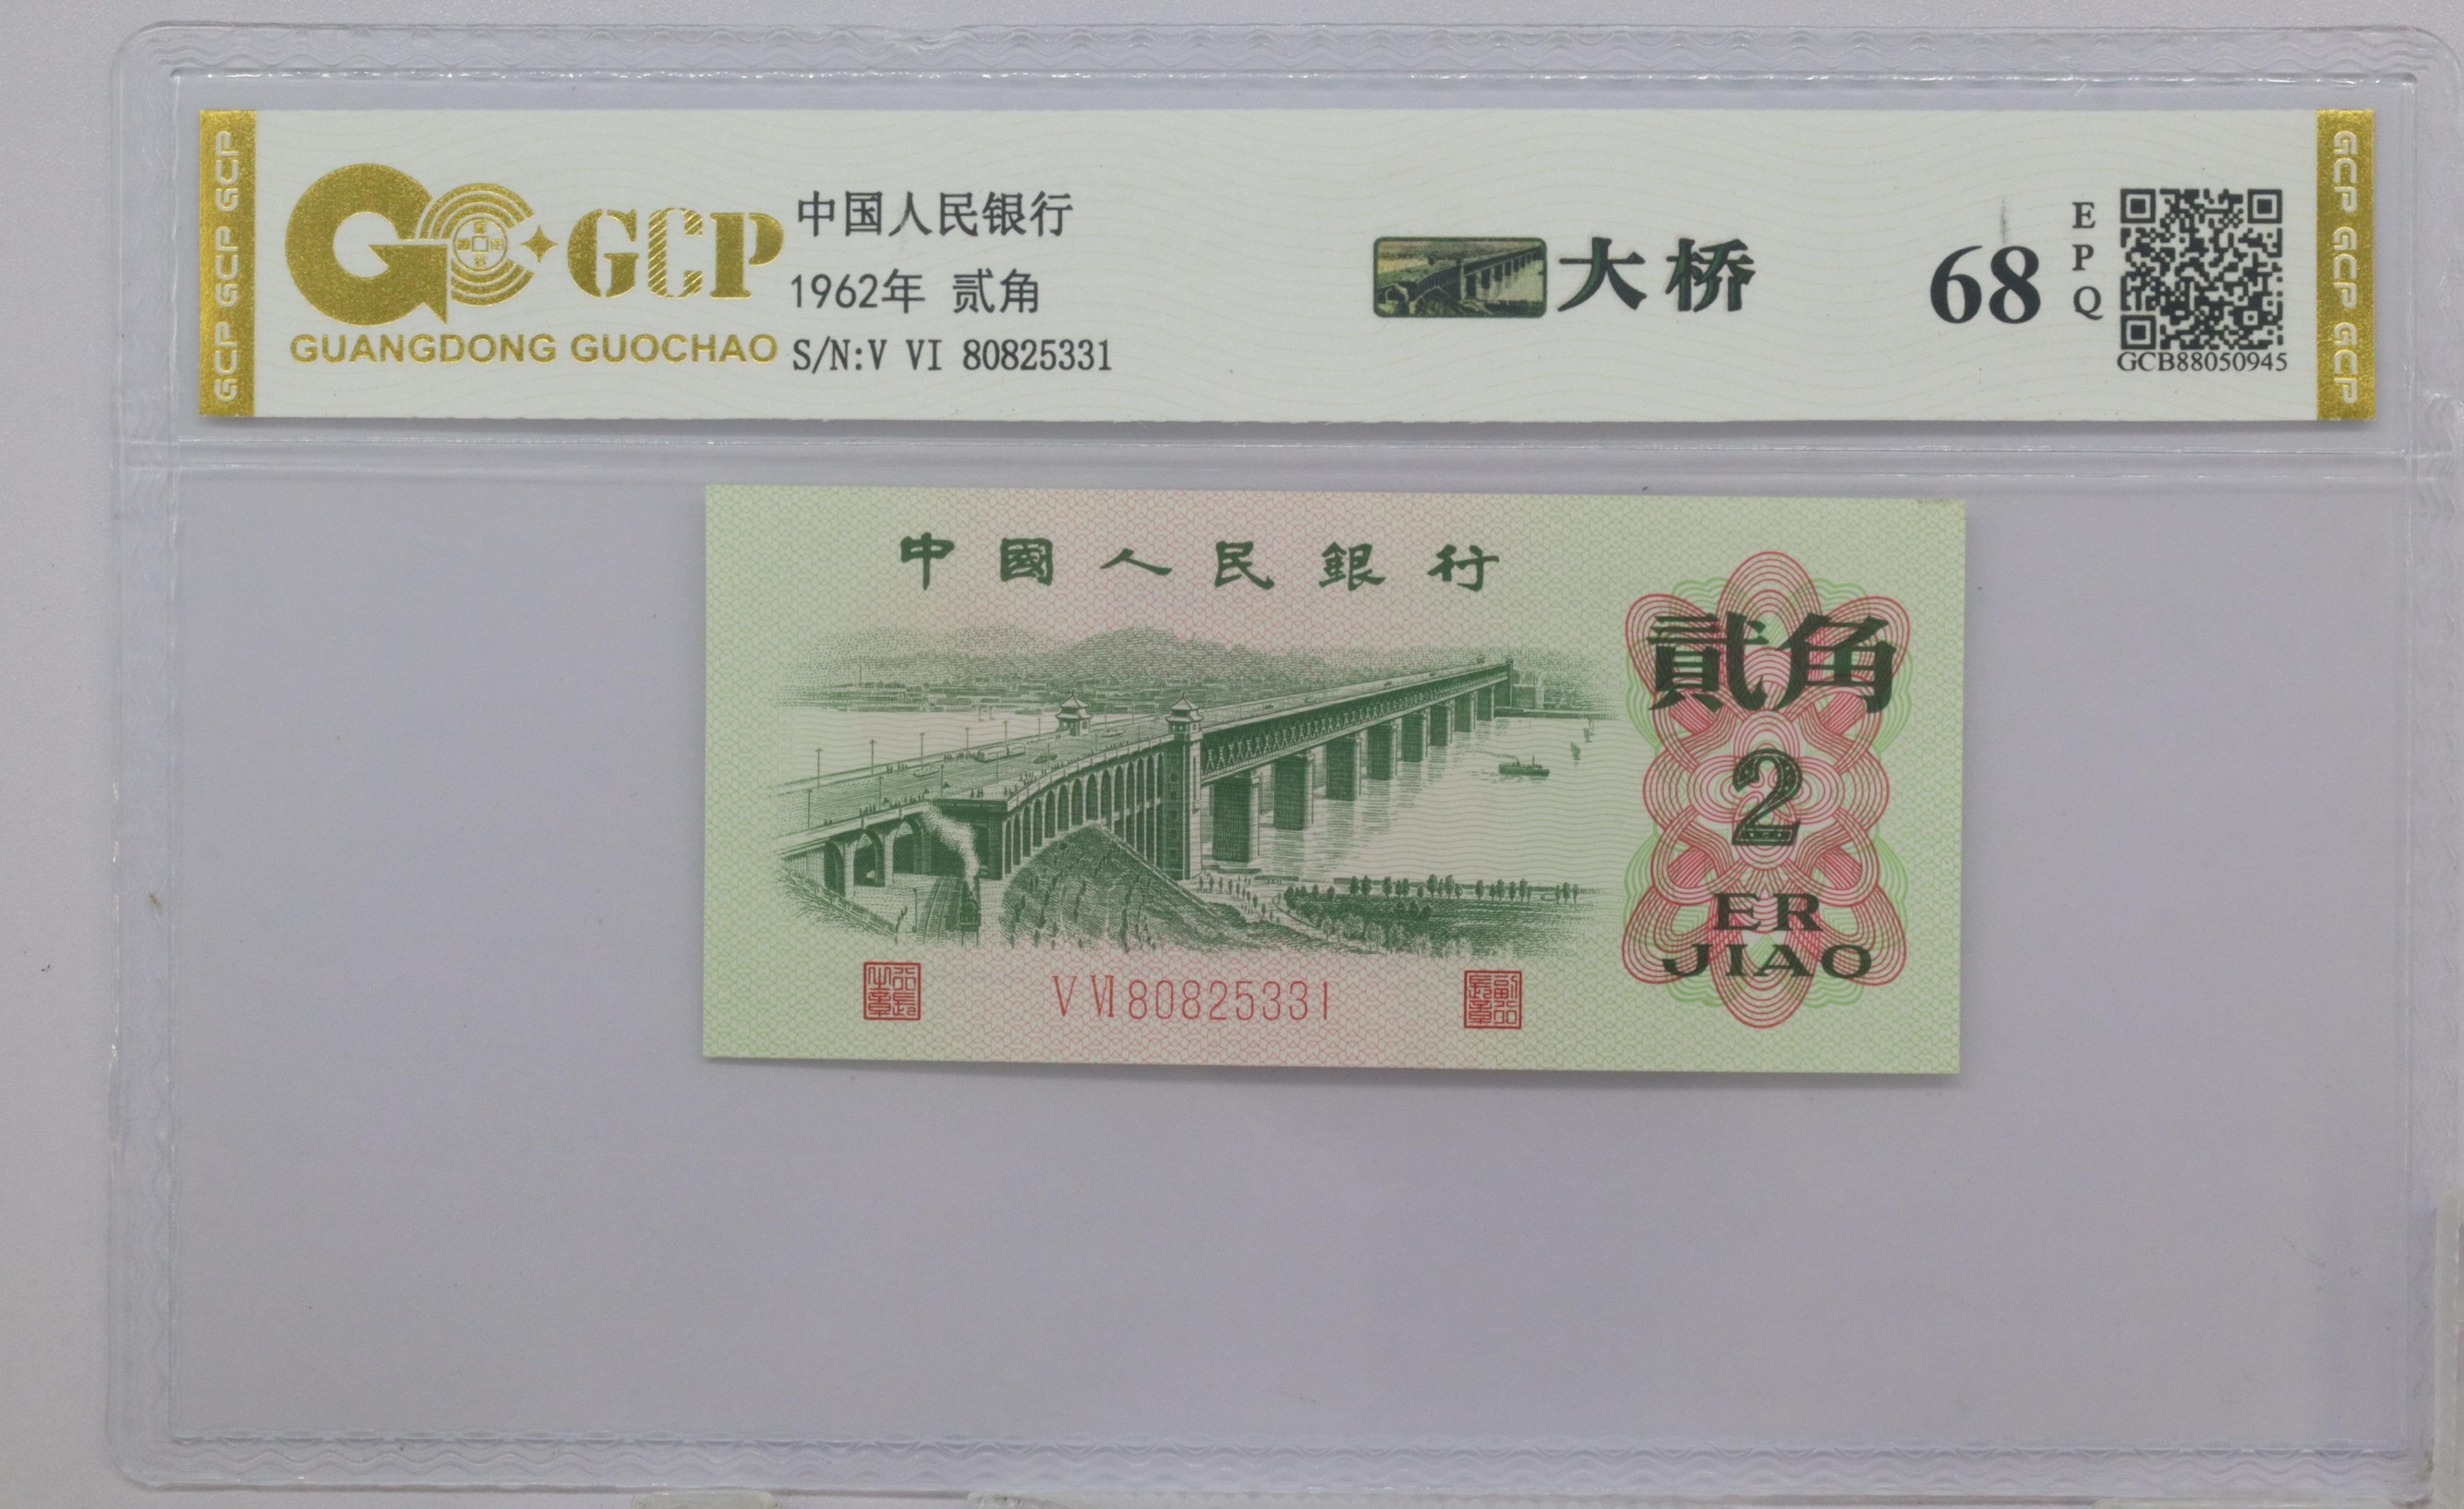 GCP GCP GCP
GCP
GUANGDONG GUOCHAO
中国人民银行
1962年 贰角
S/N:V VI 80825331
大桥
68
EPQ
GCB88050945
GCP GCP GCP
中國人民銀行
貳角
2
ER
JIAO
V VI 80825331